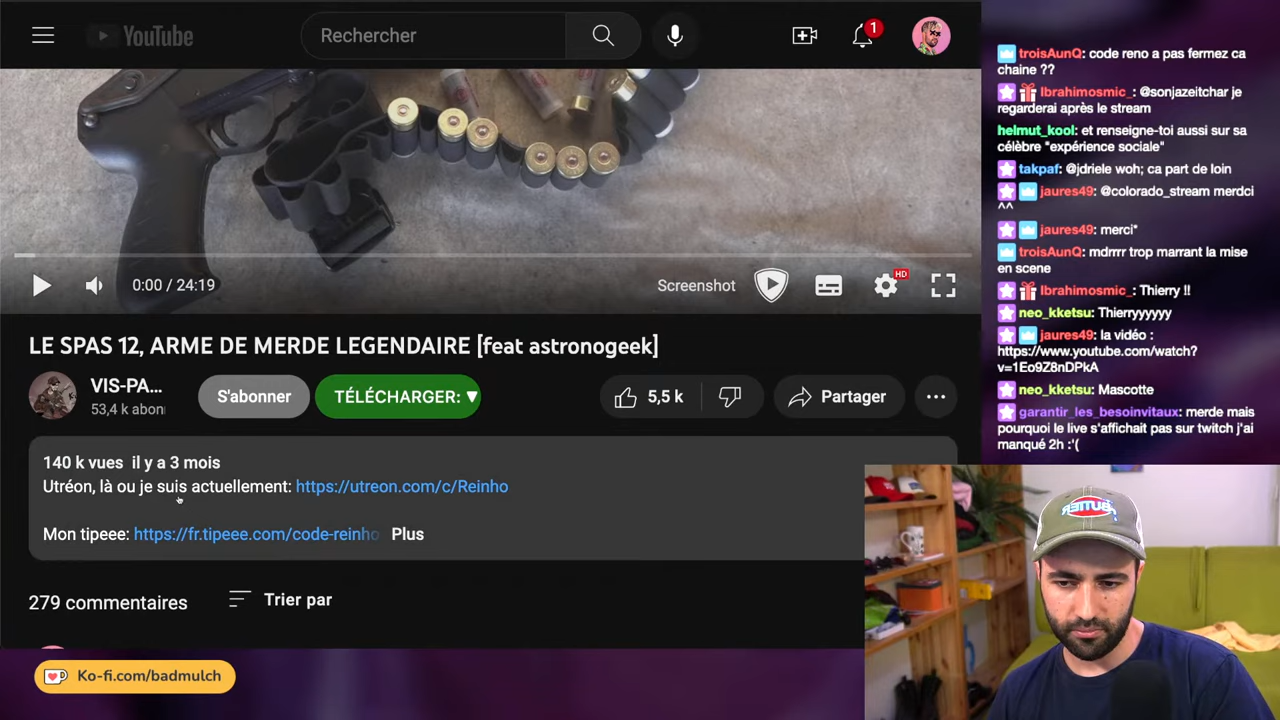 YouTube
Rechercher
1
0:00 / 24:19
Screenshot
HD
LE SPAS 12, ARME DE MERDE LEGENDAIRE [feat astronogeek]
VIS-PA...
53,4 k abon
S'abonner
TÉLÉCHARGER: ▼
5,5 k
Partager
140 k vues il y a 3 mois
Utréon, là ou je suis actuellement: https://utreon.com/c/Reinho
Mon tipeee: https://fr.tipeee.com/code-reinho Plus
279 commentaires
Trier par
Ko-fi.com/badmulch
troisAunQ: code reno a pas fermez ca
chaine ??
Ibrahimosmic_: @sonjazeitchar je
regarderai après le stream
helmut_kool: et renseigne-toi aussi sur sa
célèbre "expérience sociale"
takpaf: @jdriele woh; ca part de loin
jaures49: @colorado_stream merdci
^^
jaures49: merci*
troisAunQ: mdrrrr trop marrant la mise
en scene
Ibrahimosmic_: Thierry !!
neo_kketsu: Thierryyyyy
jaures49: la vidéo :
https://www.youtube.com/watch?
v=1Eo9Z8nDPkA
neo_kketsu: Mascotte
garantir_les_besoinvitaux: merde mais
pourquoi le live s'affichait pas sur twitch j'ai
manqué 2h :'(
BUTTER